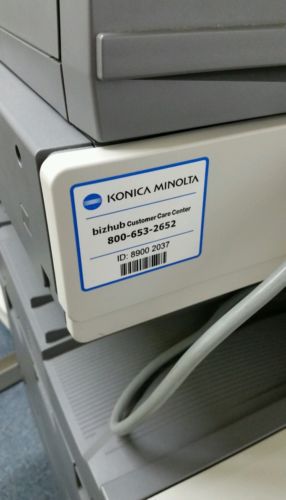 KONICA MINOLTA
bizhub Customer Care Center
800-653-2652
ID: 8900 2037